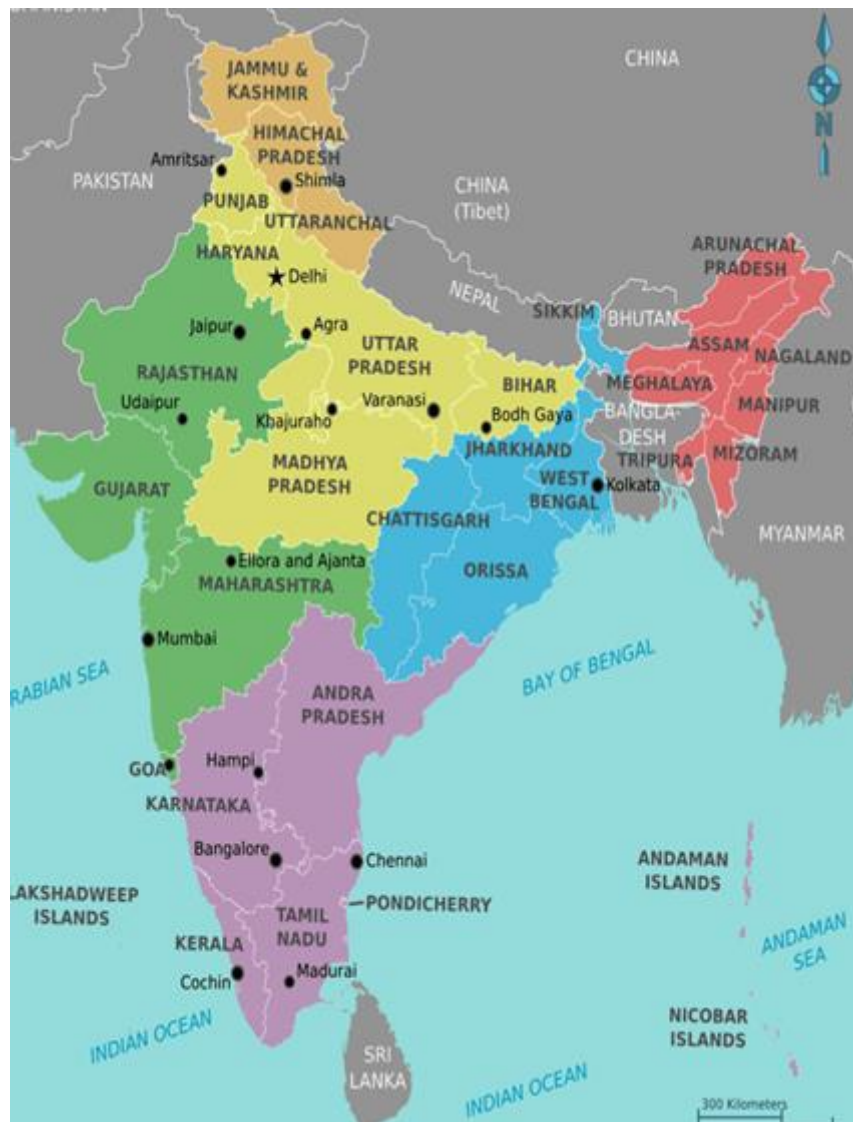 CHINA
JAMMU &
KASHMIR
HIMACHAL
PRADESH
N
Amritsar
PAKISTAN
Shimla
CHINA
(Tibet)
PUNJAB
UTTARANCHAL
HARYANA
ARUNACHAL
PRADESH
Delhi
NEPAL
SIKKIM
BHUTAN
Jaipur
Agra
UTTAR
PRADESH
ASSAM
NAGALAND
RAJASTHAN
BIHAR
MEGHALAYA
Udaipur
Kbajuraho
Varanasi
Bodh Gaya
BANGLA-
DESH
MANIPUR
JHARKHAND
MADHYA
PRADESH
WEST
BENGAL
TRIPURA
MIZORAM
GUJARAT
Kolkata
CHATTISGARH
MYANMAR
Ellora and Ajanta
MAHARASHTRA
ORISSA
Mumbai
RABIAN SEA
BAY OF BENGAL
ANDRA
PRADESH
GOA
Hampi
KARNATAKA
Bangalore
Chennai
ANDAMAN
ISLANDS
LAKSHADWEEP
ISLANDS
PONDICHERRY
TAMIL
NADU
KERALA
ANDAMAN
SEA
Cochin
Madurai
NICOBAR
ISLANDS
INDIAN OCEAN
SRI
LANKA
INDIAN OCEAN
300 Kilometers